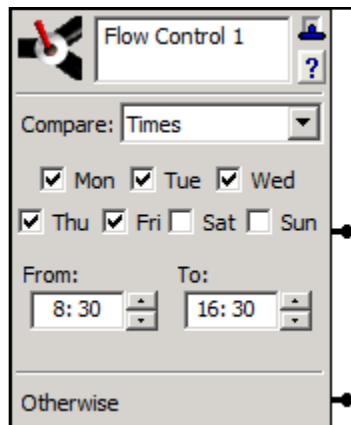 Flow Control 1
?
Compare: Times
Mon Tue Wed
Thu Fri Sat Sun
From: To:
8: 30 16: 30
Otherwise